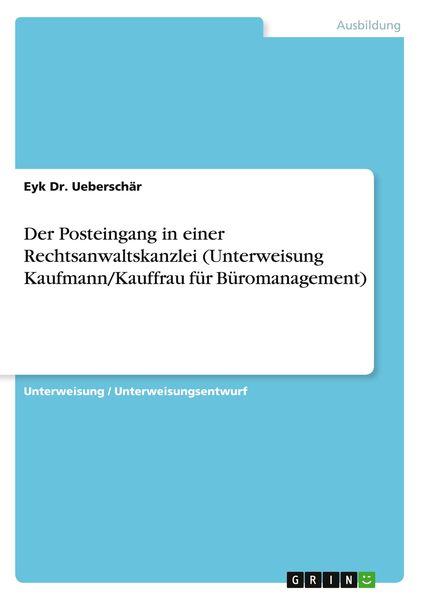 Ausbildung
Eyk Dr. Ueberschär
Der Posteingang in einer
Rechtsanwaltskanzlei (Unterweisung
Kaufmann/Kauffrau für Büromanagement)
Unterweisung / Unterweisungsentwurf
GRIN